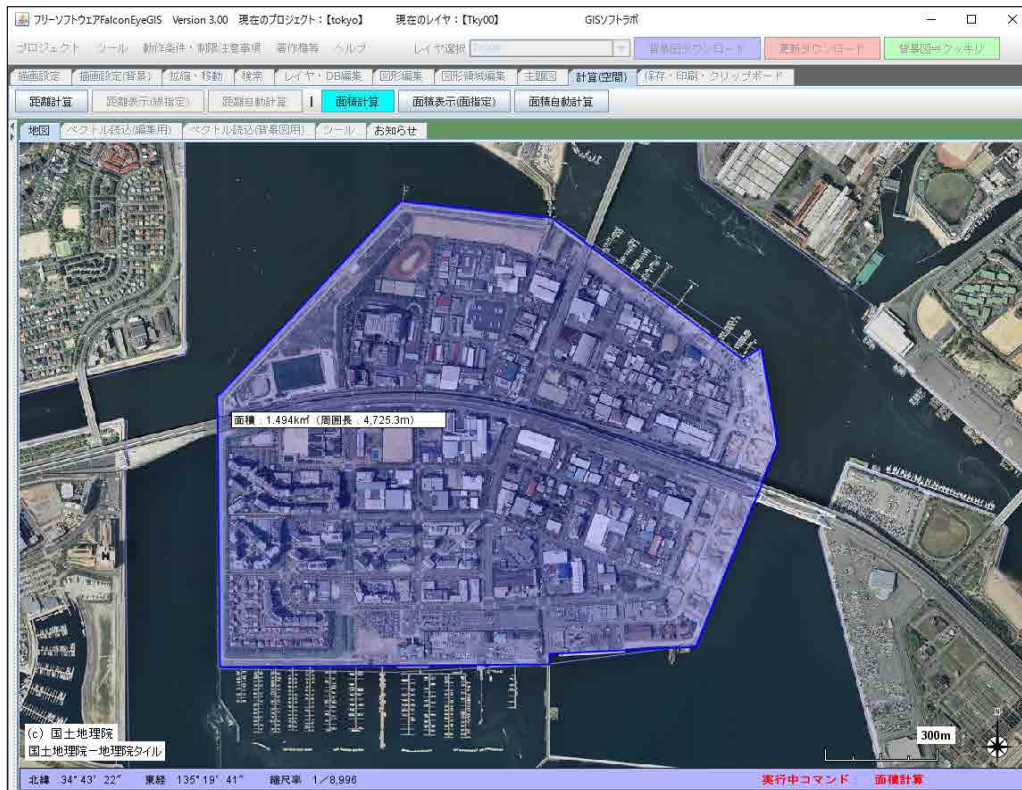 フリーソフトウェアFalconEyeGIS Version 3.00 現在のプロジェクト:【tokyo】 現在のレイヤ:【Tky00】 GISソフトラボ
プロジェクト ツール 動作条件・制限注意事項 著作権等 ヘルプ レイヤ選択 背景図ダウンロード 更新ダウンロード 背景図=クッキリ
描画設定 描画設定(背景) 拡縮・移動 検索 レイヤ・DB編集 図形編集 図形領域編集 主題図 計算(空間) 保存・印刷・クリップボード
距離計算 距離表示(線指定) 距離自動計算 面積計算 面積表示(面指定) 面積自動計算
地図 ベクトル読込(編集用) ベクトル読込(背景図用) ツール お知らせ
面積:1.494k㎡(周囲長:4,725.3m)
(c) 国土地理院
国土地理院-地理院タイル
300m
北緯 34°43′22″ 東経 135°19′41″ 縮尺率 1/8,996 実行中コマンド: 面積計算